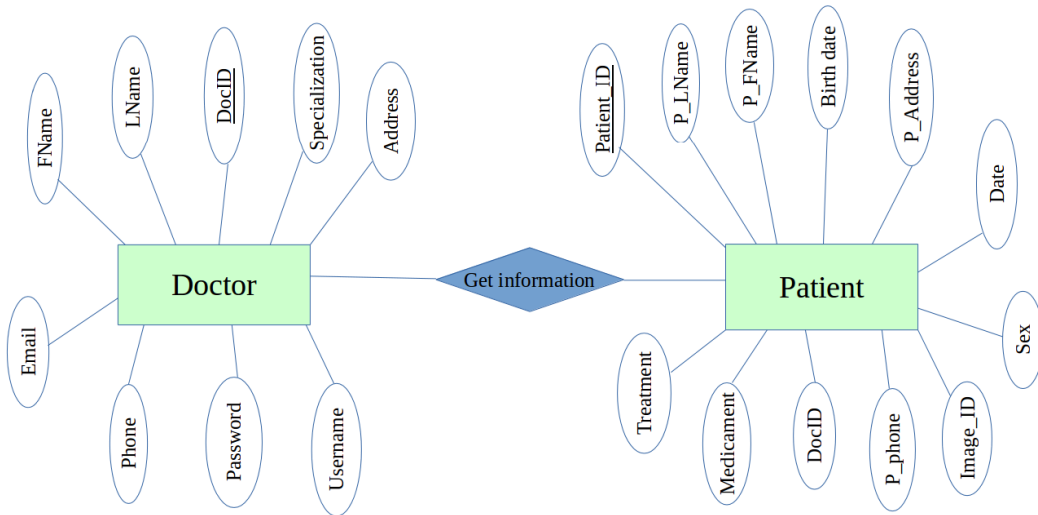 FName
LName
DocID
Specialization
Address
Patient_ID
P_LName
P_FName
Birth date
P_Address
Date
Doctor
Get information
Patient
Email
Phone
Password
Username
Treatment
Medicament
DocID
P_phone
Image_ID
Sex